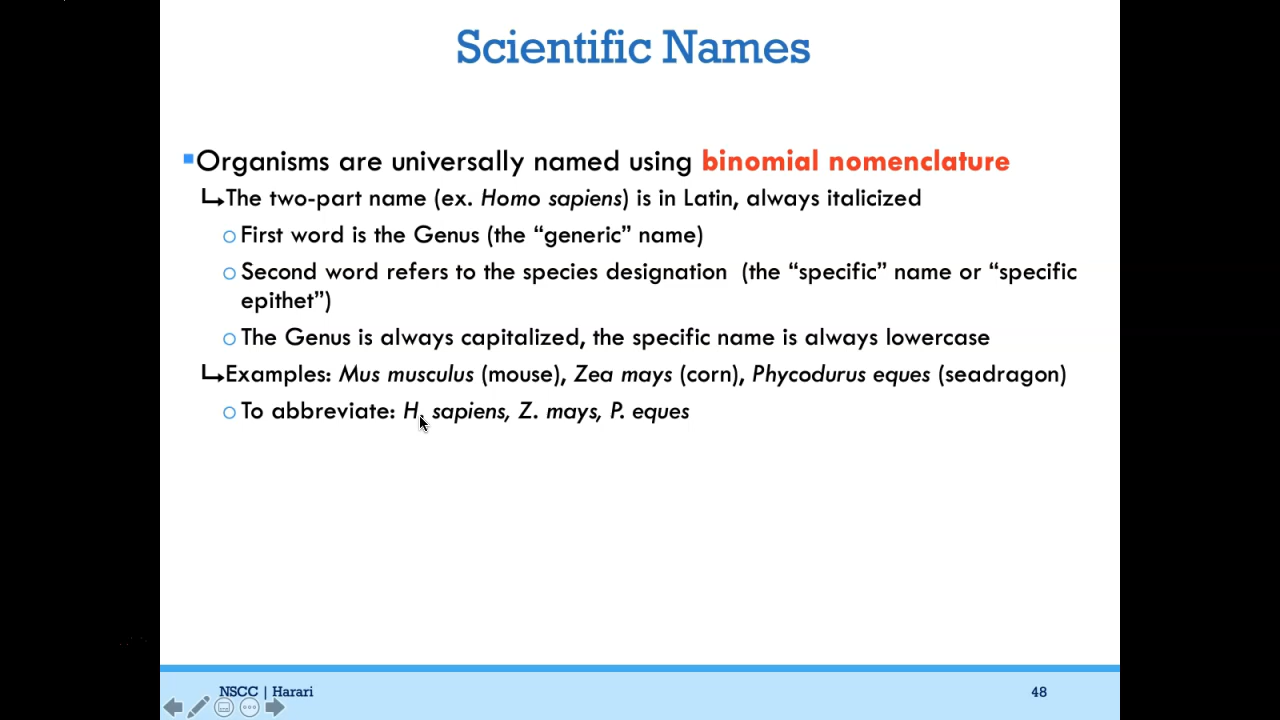 Scientific Names
Organisms are universally named using binomial nomenclature
The two-part name (ex. Homo sapiens) is in Latin, always italicized
First word is the Genus (the “generic” name)
Second word refers to the species designation (the “specific” name or “specific
epithet”)
The Genus is always capitalized, the specific name is always lowercase
Examples: Mus musculus (mouse), Zea mays (corn), Phycodurus eques (seadragon)
To abbreviate: H. sapiens, Z. mays, P. eques
NSCC | Harari
48